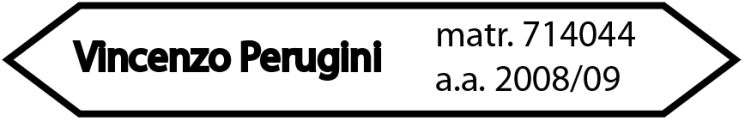 Vincenzo Perugini
matr. 714044
a.a. 2008/09